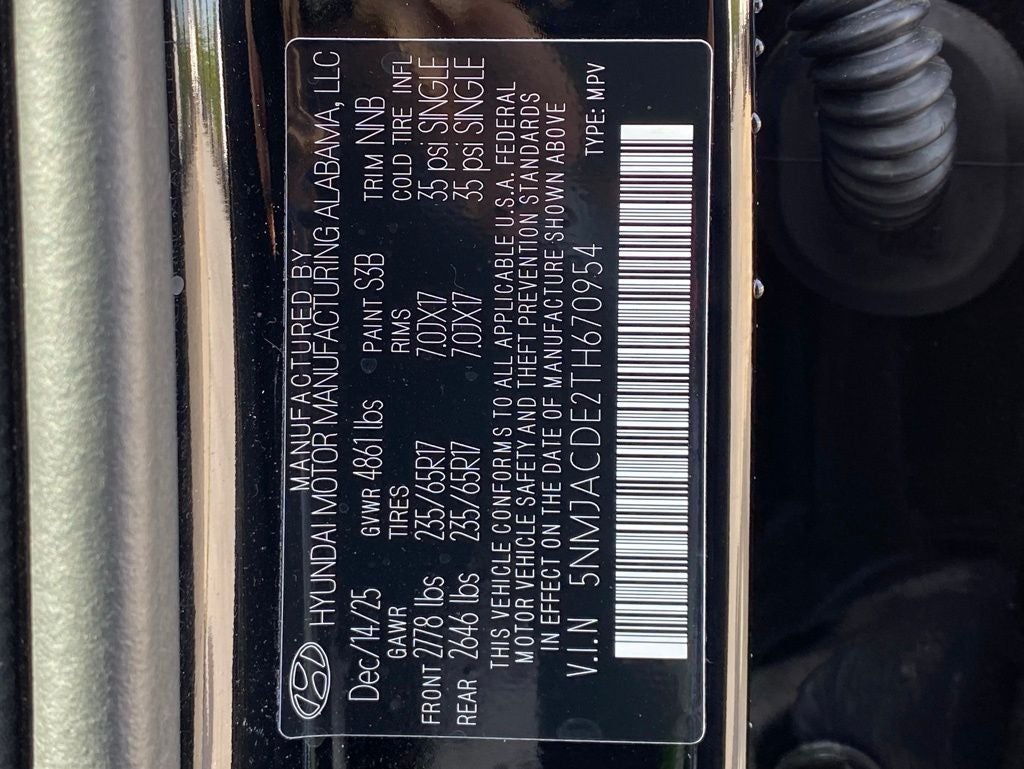 MANUFACTURED BY
HYUNDAI MOTOR MANUFACTURING ALABAMA, LLC
Dec/14/25 GVWR 4861 lbs PAINT S3B TRIM NNB
GAWR TIRES RIMS COLD TIRE INFL
FRONT 2778 lbs 235/65R17 7.0JX17 35 psi SINGLE
REAR 2646 lbs 235/65R17 7.0JX17 35 psi SINGLE
THIS VEHICLE CONFORMS TO ALL APPLICABLE U.S.A. FEDERAL
MOTOR VEHICLE SAFETY AND THEFT PREVENTION STANDARDS
IN EFFECT ON THE DATE OF MANUFACTURE SHOWN ABOVE
V.I.N 5NMJACDE2TH670954 TYPE: MPV